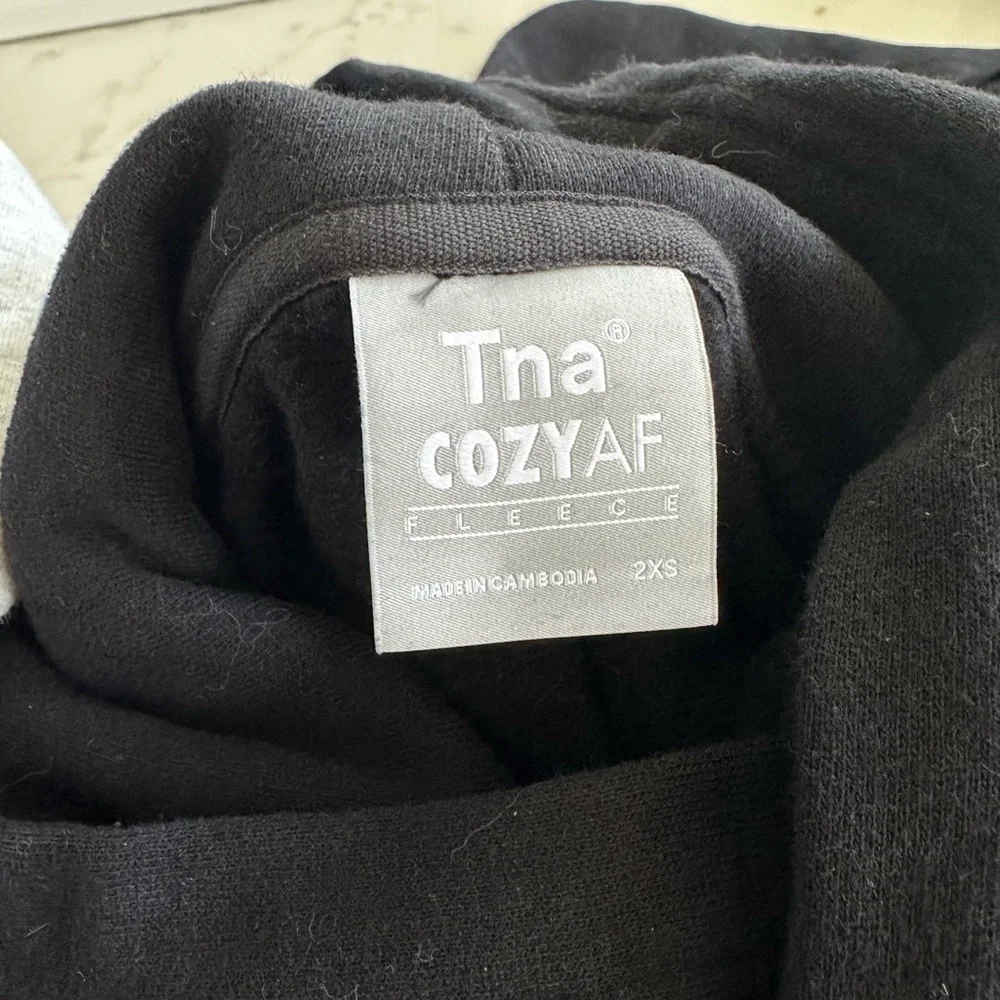 Tna®
COZYAF
FLEECE
MADE IN CAMBODIA 2XS